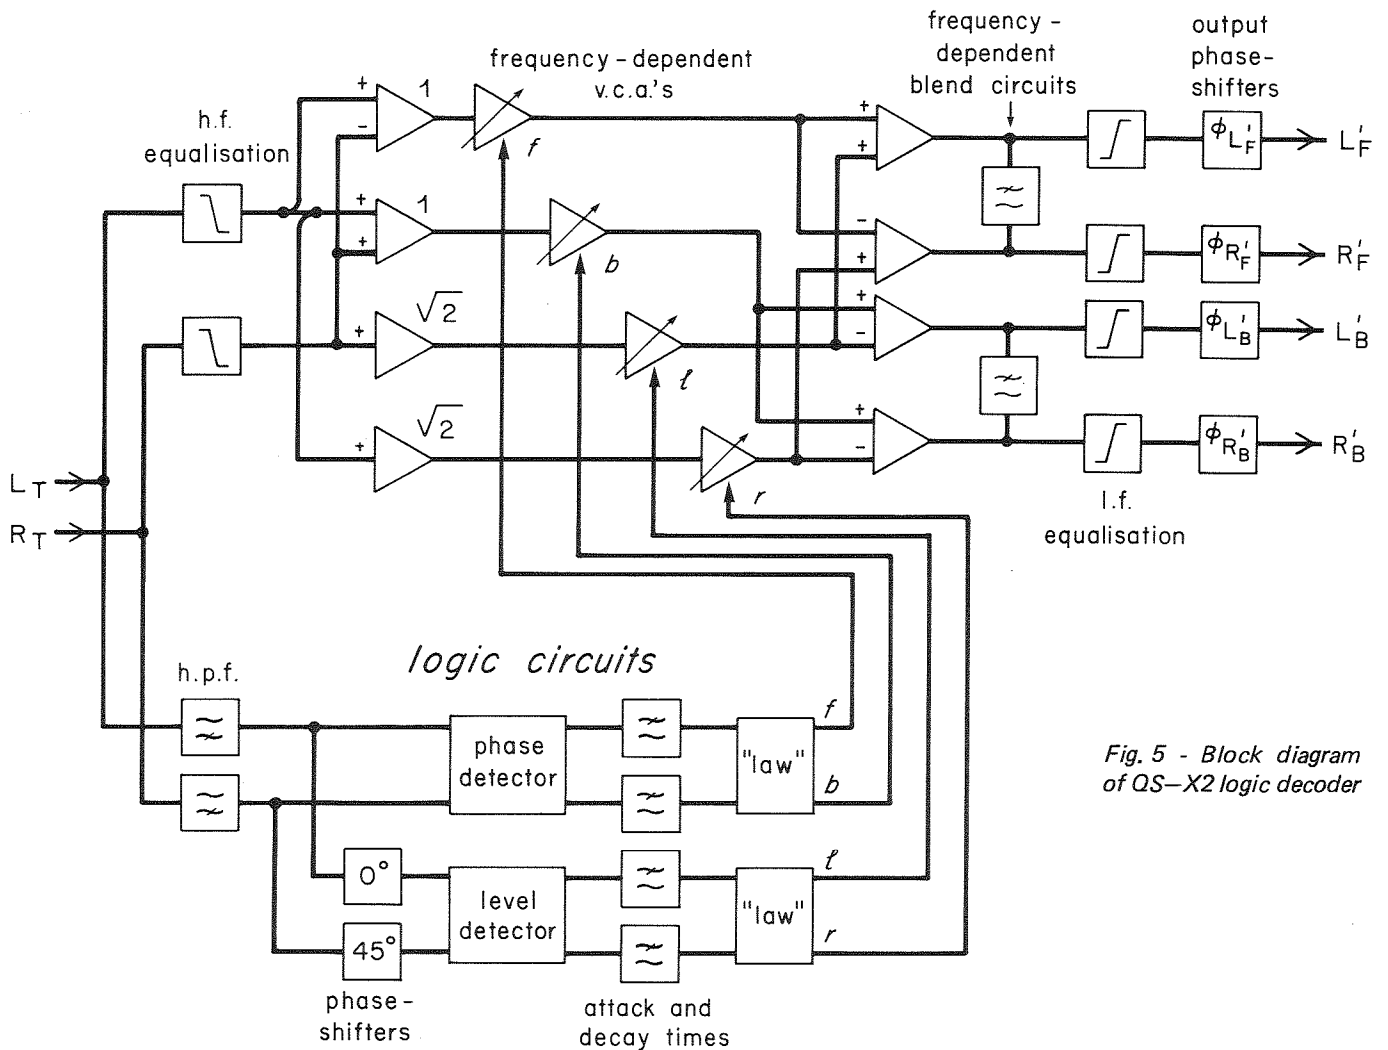 frequency - dependent blend circuits
output phase- shifters
frequency - dependent v.c.a.'s
h.f. equalisation
+
-
1
f
+
+
1
b
+
√2
ℓ
+
√2
r
+
+
-
+
+
-
+
-
ϕL'F
L'F
ϕR'F
R'F
ϕL'B
L'B
ϕR'B
R'B
l.f. equalisation
LT
RT
logic circuits
h.p.f.
phase detector
"law"
f
b
0°
45°
level detector
"law"
ℓ
r
phase- shifters
attack and decay times
Fig. 5 - Block diagram
of QS-X2 logic decoder